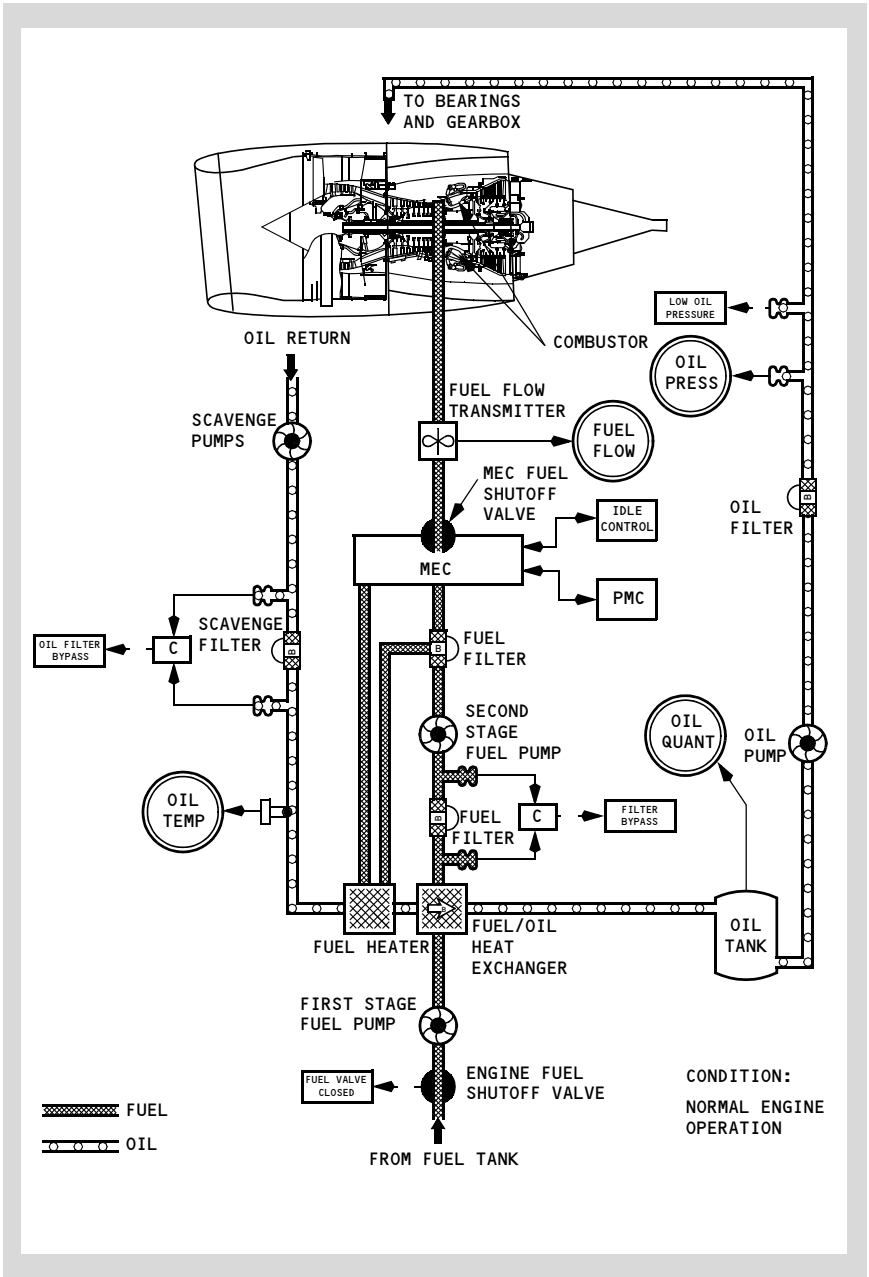 TO BEARINGS
AND GEARBOX
LOW OIL
PRESSURE
OIL RETURN
COMBUSTOR
OIL
PRESS
FUEL FLOW
TRANSMITTER
SCAVENGE
PUMPS
FUEL
FLOW
MEC FUEL
SHUTOFF
VALVE
OIL
FILTER
B
IDLE
CONTROL
MEC
PMC
SCAVENGE
FILTER
B
OIL FILTER
BYPASS
C
B
FUEL
FILTER
SECOND
STAGE
FUEL PUMP
OIL
QUANT
OIL
PUMP
OIL
TEMP
B
FUEL
FILTER
C
FILTER
BYPASS
B
FUEL HEATER
FUEL/OIL
HEAT
EXCHANGER
OIL
TANK
FIRST STAGE
FUEL PUMP
FUEL VALVE
CLOSED
ENGINE FUEL
SHUTOFF VALVE
CONDITION:
NORMAL ENGINE
OPERATION
FUEL
OIL
FROM FUEL TANK